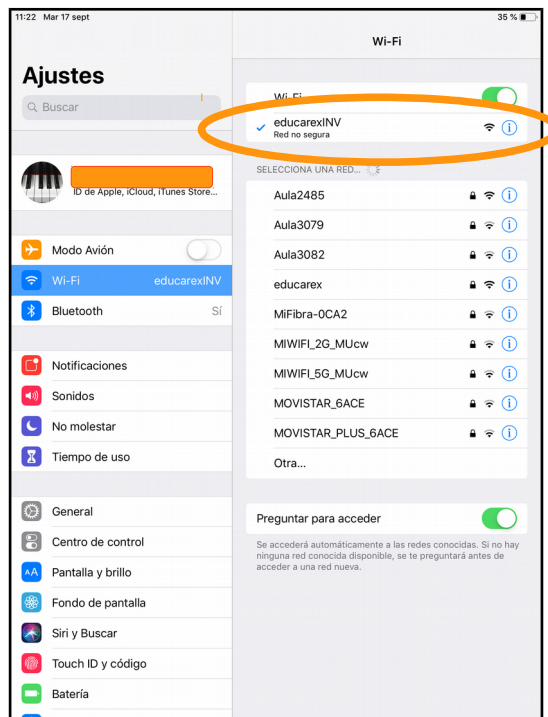 11:22 Mar 17 sept
35 %
Wi-Fi
Ajustes
Buscar
ID de Apple, iCloud, iTunes Store...
Modo Avión
Wi-Fi educarexINV
Bluetooth Sí
Notificaciones
Sonidos
No molestar
Tiempo de uso
General
Centro de control
AA Pantalla y brillo
Fondo de pantalla
Siri y Buscar
Touch ID y código
Batería
Wi-Fi
educarexINV
Red no segura
SELECCIONA UNA RED...
Aula2485
Aula3079
Aula3082
educarex
MiFibra-0CA2
MIWIFI_2G_MUcw
MIWIFI_5G_MUcw
MOVISTAR_6ACE
MOVISTAR_PLUS_6ACE
Otra...
Preguntar para acceder
Se accederá automáticamente a las redes conocidas. Si no hay
ninguna red conocida disponible, se te preguntará antes de
acceder a una red nueva.